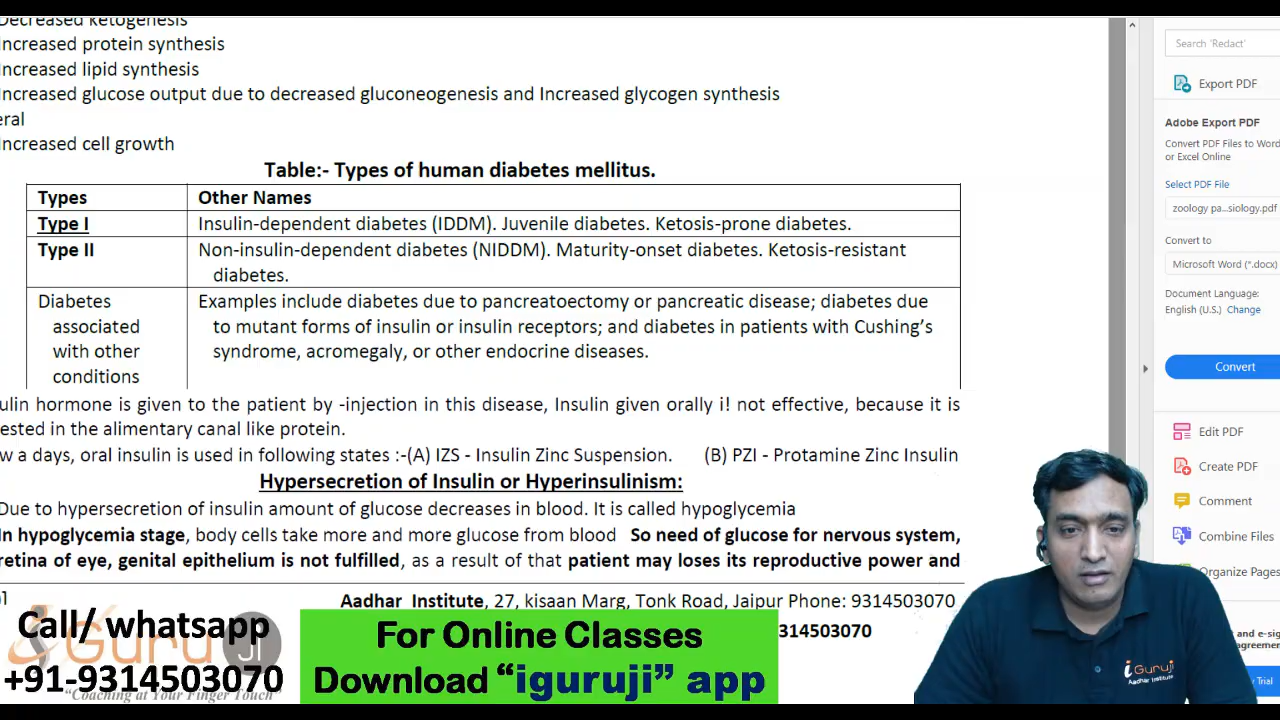 Decreased ketogenesis
Increased protein synthesis
Increased lipid synthesis
Increased glucose output due to decreased gluconeogenesis and Increased glycogen synthesis
eral
Increased cell growth
Table:- Types of human diabetes mellitus.
Types Other Names
Type I Insulin-dependent diabetes (IDDM). Juvenile diabetes. Ketosis-prone diabetes.
Type II Non-insulin-dependent diabetes (NIDDM). Maturity-onset diabetes. Ketosis-resistant
diabetes.
Diabetes Examples include diabetes due to pancreatoectomy or pancreatic disease; diabetes due
associated to mutant forms of insulin or insulin receptors; and diabetes in patients with Cushing's
with other syndrome, acromegaly, or other endocrine diseases.
conditions
ulin hormone is given to the patient by -injection in this disease, Insulin given orally i! not effective, because it is
ested in the alimentary canal like protein.
w a days, oral insulin is used in following states :-(A) IZS - Insulin Zinc Suspension. (B) PZI - Protamine Zinc Insulin
Hypersecretion of Insulin or Hyperinsulinism:
Due to hypersecretion of insulin amount of glucose decreases in blood. It is called hypoglycemia
In hypoglycemia stage, body cells take more and more glucose from blood So need of glucose for nervous system,
retina of eye, genital epithelium is not fulfilled, as a result of that patient may loses its reproductive power and
Aadhar Institute, 27, kisaan Marg, Tonk Road, Jaipur Phone: 9314503070
314503070
Call/ whatsapp
+91-9314503070
Guru JI
"Coaching at Your Finger Touch"
For Online Classes
Download "iguruji" app
Search 'Redact'
Export PDF
Adobe Export PDF
Convert PDF Files to Word
or Excel Online
Select PDF File
zoology pa...siology.pdf
Convert to
Microsoft Word (*.docx)
Document Language:
English (U.S.) Change
Convert
Edit PDF
Create PDF
Comment
Combine Files
Organize Pages
and e-sig
agreemen
Trial
iGuruji
Aadhar Institute